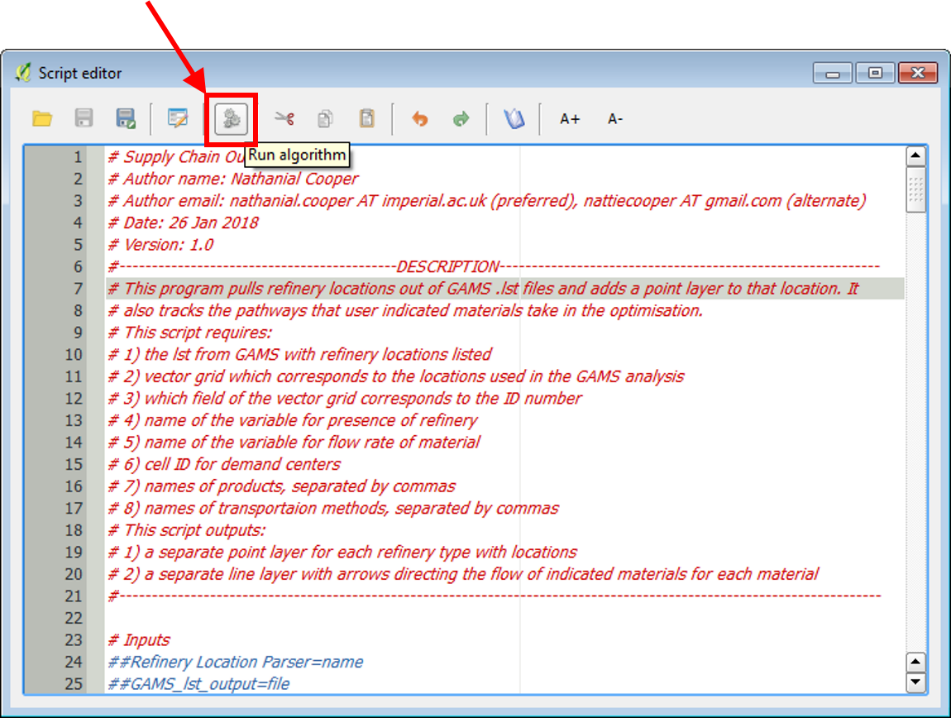 Script editor
A+ A-
Run algorithm
1 # Supply Chain Ou
2 # Author name: Nathanial Cooper
3 # Author email: nathanial.cooper AT imperial.ac.uk (preferred), nattiecooper AT gmail.com (alternate)
4 # Date: 26 Jan 2018
5 # Version: 1.0
6 #------------------------------------------DESCRIPTION----------------------------------------------------------
7 # This program pulls refinery locations out of GAMS .lst files and adds a point layer to that location. It
8 # also tracks the pathways that user indicated materials take in the optimisation.
9 # This script requires:
10 # 1) the lst from GAMS with refinery locations listed
11 # 2) vector grid which corresponds to the locations used in the GAMS analysis
12 # 3) which field of the vector grid corresponds to the ID number
13 # 4) name of the variable for presence of refinery
14 # 5) name of the variable for flow rate of material
15 # 6) cell ID for demand centers
16 # 7) names of products, separated by commas
17 # 8) names of transportaion methods, separated by commas
18 # This script outputs:
19 # 1) a separate point layer for each refinery type with locations
20 # 2) a separate line layer with arrows directing the flow of indicated materials for each material
21 #--------------------------------------------------------------------------------------------------------------------
22
23 # Inputs
24 ##Refinery Location Parser=name
25 ##GAMS_lst_output=file